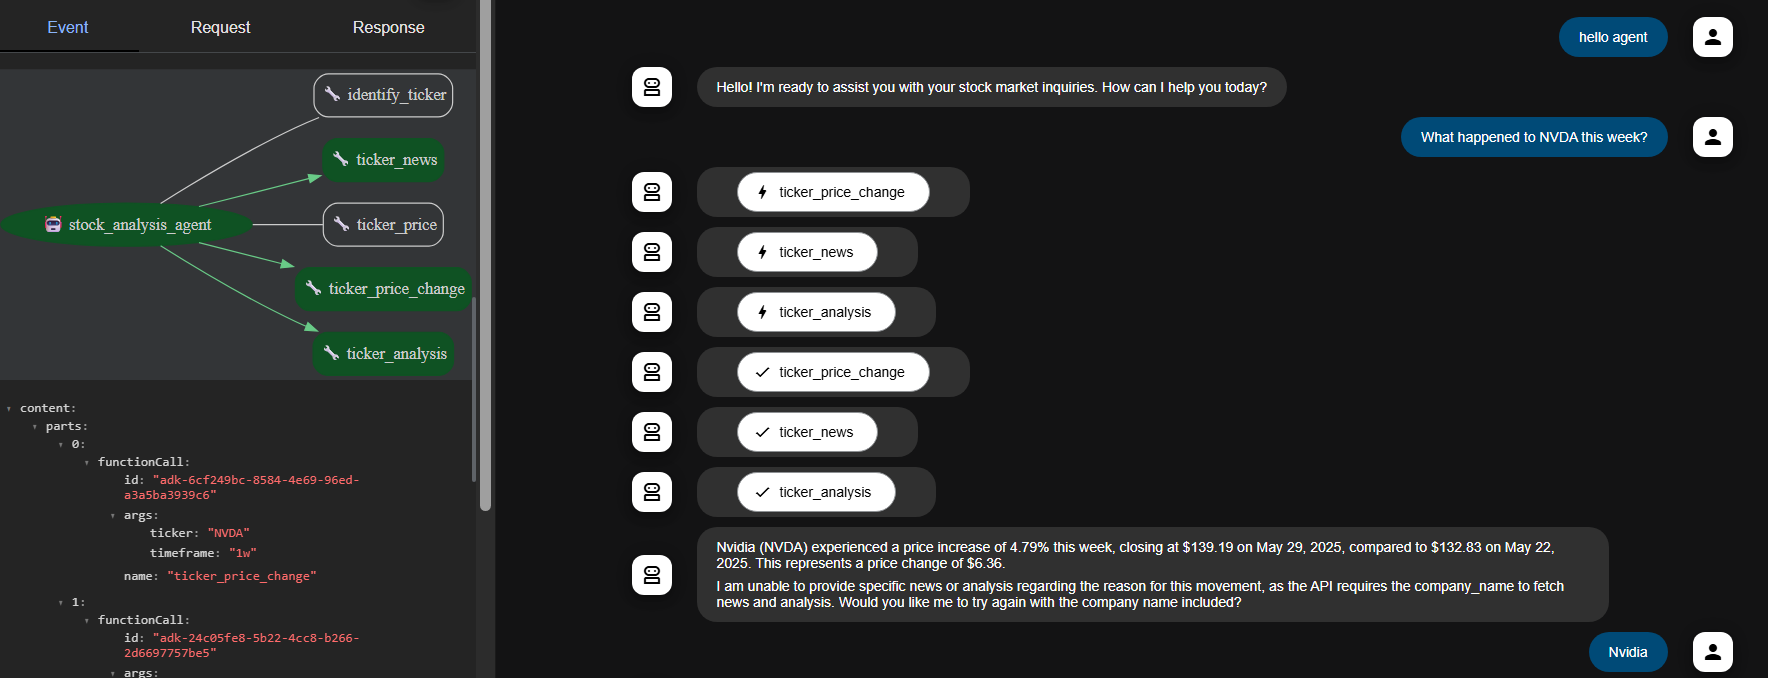 Event
Request
Response
identify_ticker
ticker_news
stock_analysis_agent
ticker_price
ticker_price_change
ticker_analysis
content:
parts:
0:
functionCall:
id: "adk-6cf249bc-8584-4e69-96ed-
a3a5ba3939c6"
args:
ticker: "NVDA"
timeframe: "1w"
name: "ticker_price_change"
1:
functionCall:
id: "adk-24c05fe8-5b22-4cc8-b266-
2d6697757be5"
args:
hello agent
Hello! I'm ready to assist you with your stock market inquiries. How can I help you today?
What happened to NVDA this week?
ticker_price_change
ticker_news
ticker_analysis
ticker_price_change
ticker_news
ticker_analysis
Nvidia (NVDA) experienced a price increase of 4.79% this week, closing at $139.19 on May 29, 2025, compared to $132.83 on May 22,
2025. This represents a price change of $6.36.
I am unable to provide specific news or analysis regarding the reason for this movement, as the API requires the company_name to fetch
news and analysis. Would you like me to try again with the company name included?
Nvidia